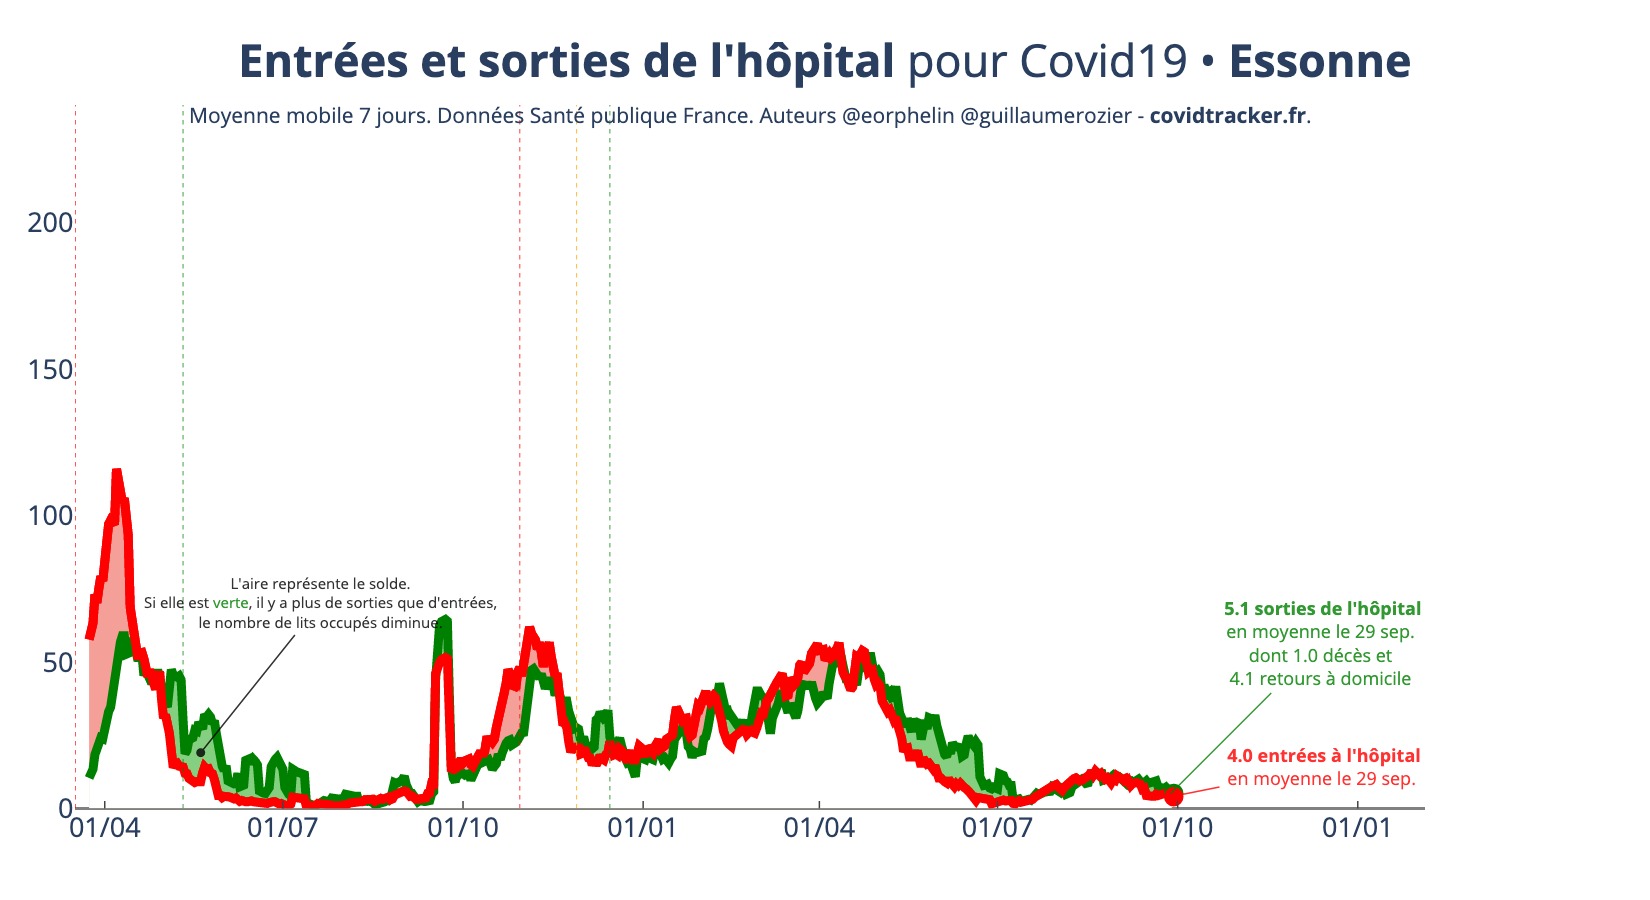 Entrées et sorties de l'hôpital pour Covid19 • Essonne
Moyenne mobile 7 jours. Données Santé publique France. Auteurs @eorphelin @guillaumerozier - covidtracker.fr.
200
150
100
50
0
L'aire représente le solde.
Si elle est verte, il y a plus de sorties que d'entrées,
le nombre de lits occupés diminue.
5.1 sorties de l'hôpital
en moyenne le 29 sep.
dont 1.0 décès et
4.1 retours à domicile
4.0 entrées à l'hôpital
en moyenne le 29 sep.
01/04 01/07 01/10 01/01 01/04 01/07 01/10 01/01